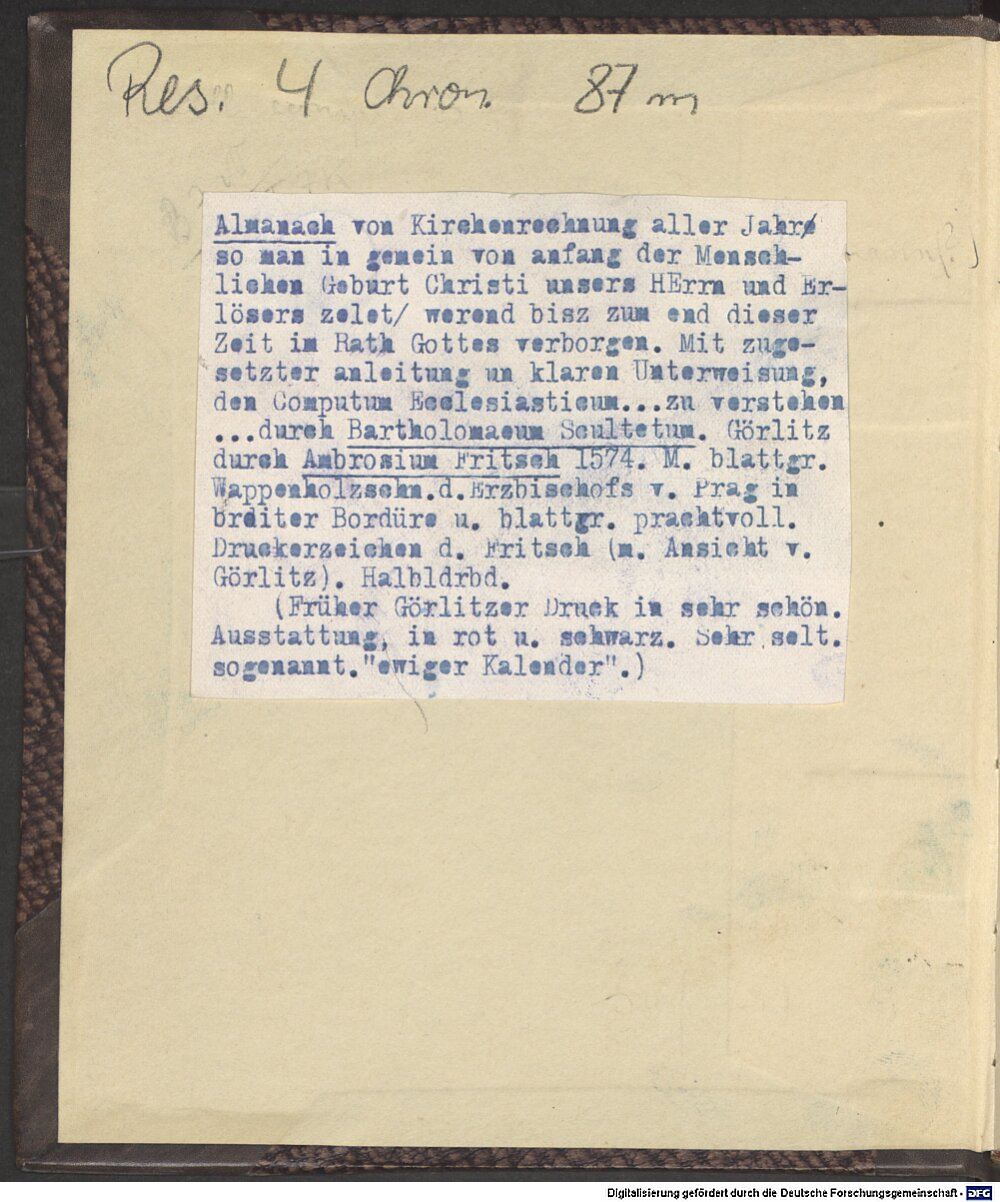 Res. 4 Chron. 87 m
Almanach von Kirchenrechnung aller Jahr
so man in gemein von anfang der Mensch-
lichen Geburt Christi unsers HErrn und Er-
lösers zelet/ werend bisz zum end dieser
Zeit im Rath Gottes verborgen. Mit zuge-
setzter anleitung un klaren Unterweisung,
den Computum Ecclesiasticum...zu verstehen
...durch Bartholomaeum Scultetum. Görlitz
durch Ambrosium Fritsch 1574. M. blattgr.
Wappenholzschn.d.Erzbischofs v. Prag in
breiter Bordüre u. blattgr. prachtvoll.
Druckerzeichen d. Fritsch (m. Ansicht v.
Görlitz). Halbldrbd.
(Früher Görlitzer Druck in sehr schön.
Ausstattung, in rot u. schwarz. Sehr selt.
sogenannt."ewiger Kalender".)
Digitalisierung gefördert durch die Deutsche Forschungsgemeinschaft - DFG